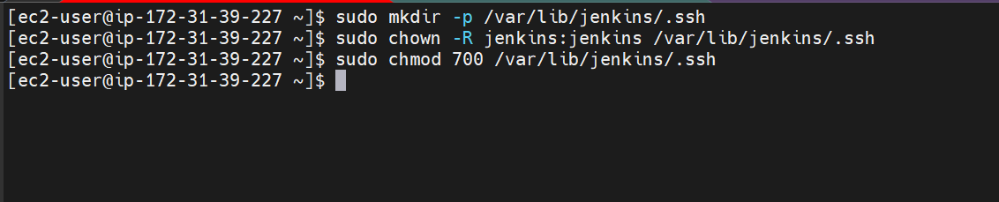 [ec2-user@ip-172-31-39-227 ~]$ sudo mkdir -p /var/lib/jenkins/.ssh
[ec2-user@ip-172-31-39-227 ~]$ sudo chown -R jenkins:jenkins /var/lib/jenkins/.ssh
[ec2-user@ip-172-31-39-227 ~]$ sudo chmod 700 /var/lib/jenkins/.ssh
[ec2-user@ip-172-31-39-227 ~]$